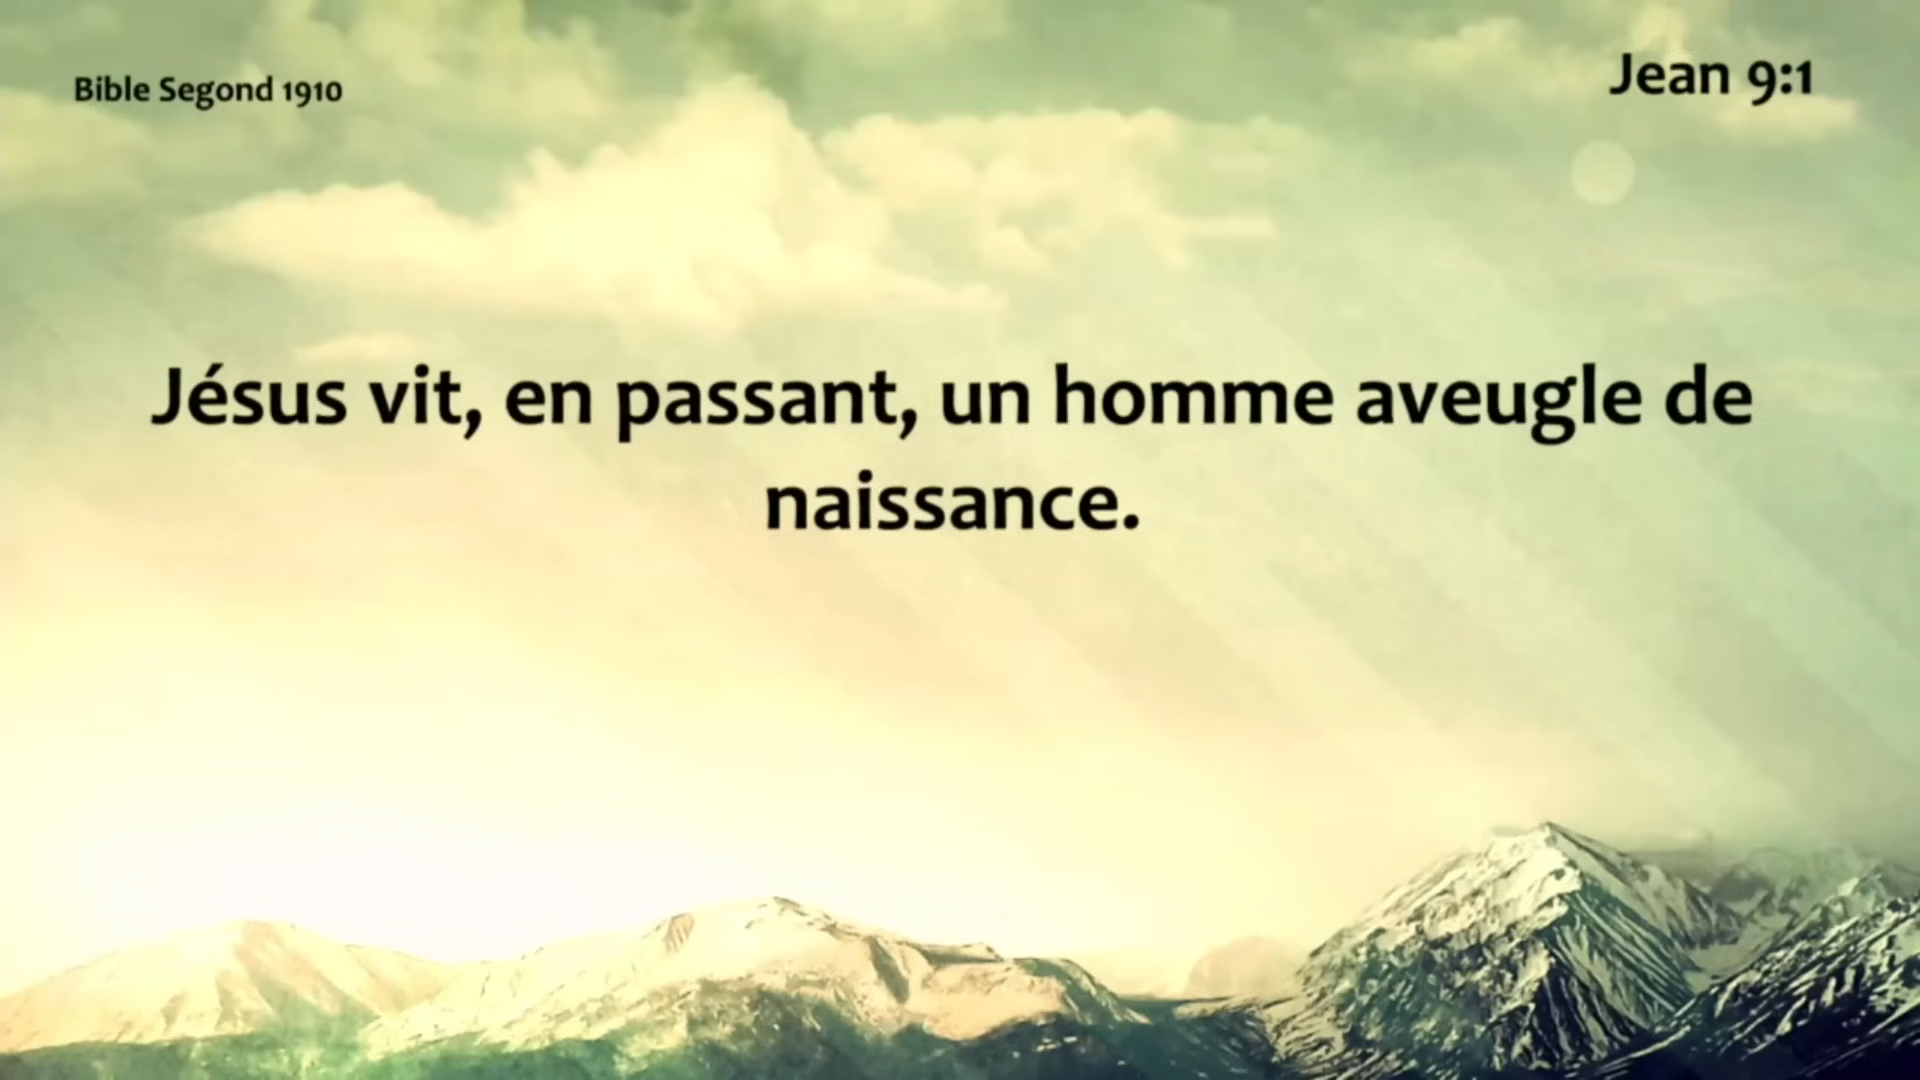 Bible Segond 1910
Jean 9:1
Jésus vit, en passant, un homme aveugle de
naissance.